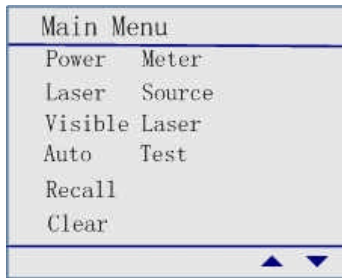 Main Menu
Power Meter
Laser Source
Visible Laser
Auto Test
Recall
Clear